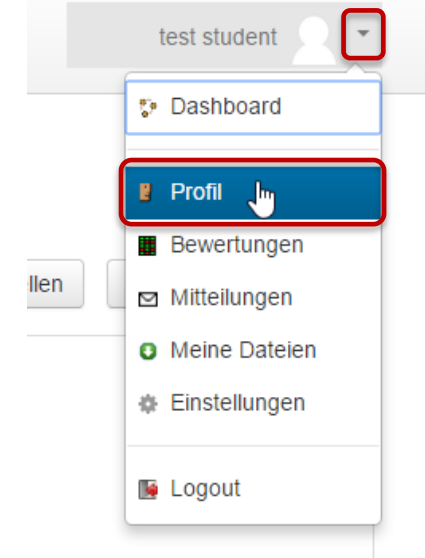 test student
Dashboard
Profil
Bewertungen
llen
Mitteilungen
Meine Dateien
Einstellungen
Logout